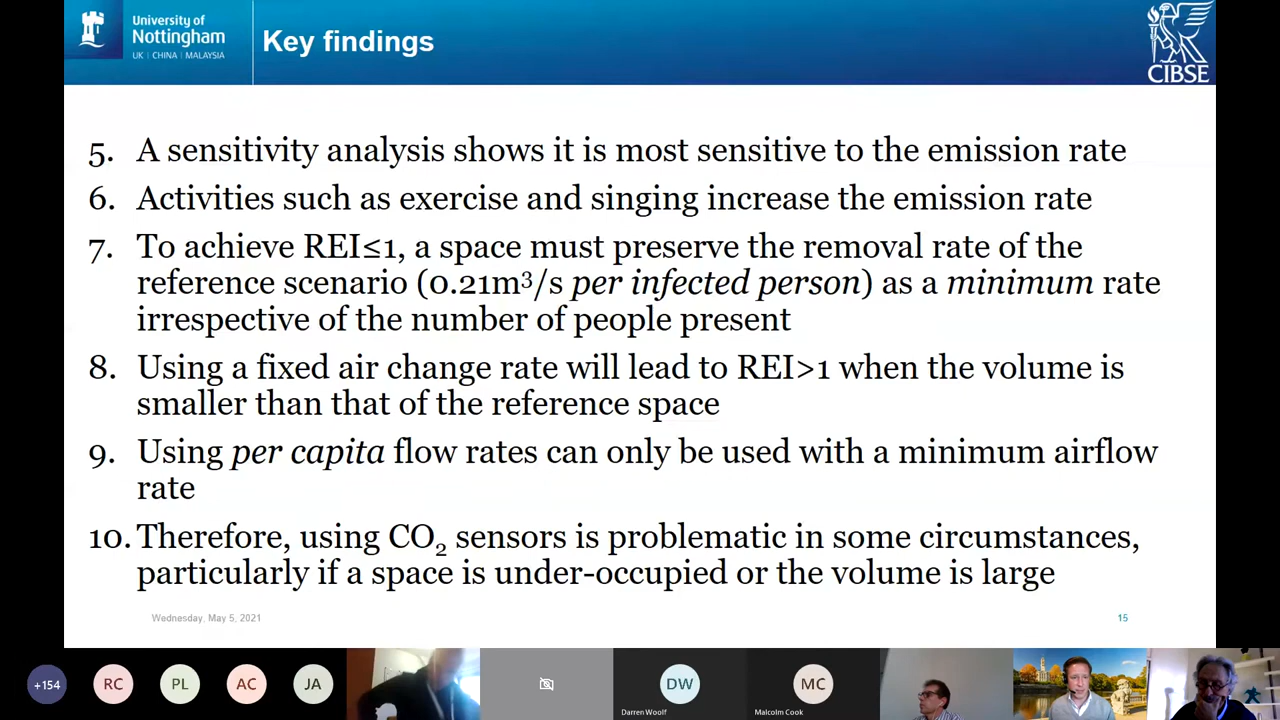 University of
Nottingham
UK | CHINA | MALAYSIA
Key findings
CIBSE
5. A sensitivity analysis shows it is most sensitive to the emission rate
6. Activities such as exercise and singing increase the emission rate
7. To achieve REI≤1, a space must preserve the removal rate of the
reference scenario (0.21m³/s per infected person) as a minimum rate
irrespective of the number of people present
8. Using a fixed air change rate will lead to REI>1 when the volume is
smaller than that of the reference space
9. Using per capita flow rates can only be used with a minimum airflow
rate
10. Therefore, using CO₂ sensors is problematic in some circumstances,
particularly if a space is under-occupied or the volume is large
Wednesday, May 5, 2021
15
+154
RC
PL
AC
JA
DW
Darren Woolf
MC
Malcolm Cook